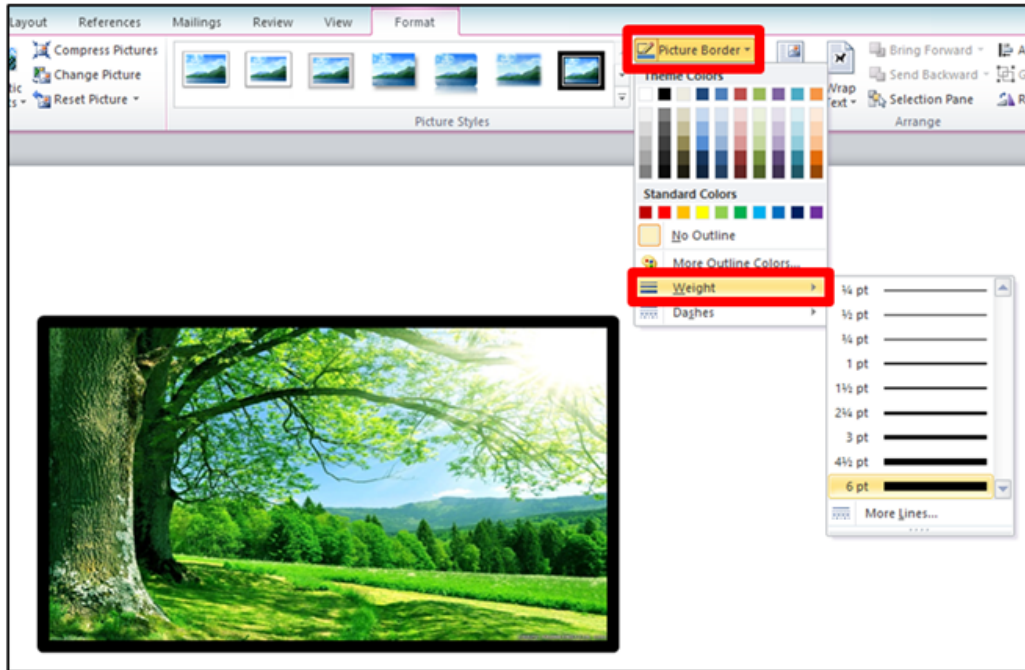 Layout References Mailings Review View Format
Compress Pictures
Change Picture
Reset Picture
Picture Styles
Picture Border
Theme Colors
Standard Colors
No Outline
More Outline Colors...
Weight
Dashes
Wrap
Text
Bring Forward
Send Backward
Selection Pane
Arrange
¼ pt
½ pt
¾ pt
1 pt
1½ pt
2¼ pt
3 pt
4½ pt
6 pt
More Lines...